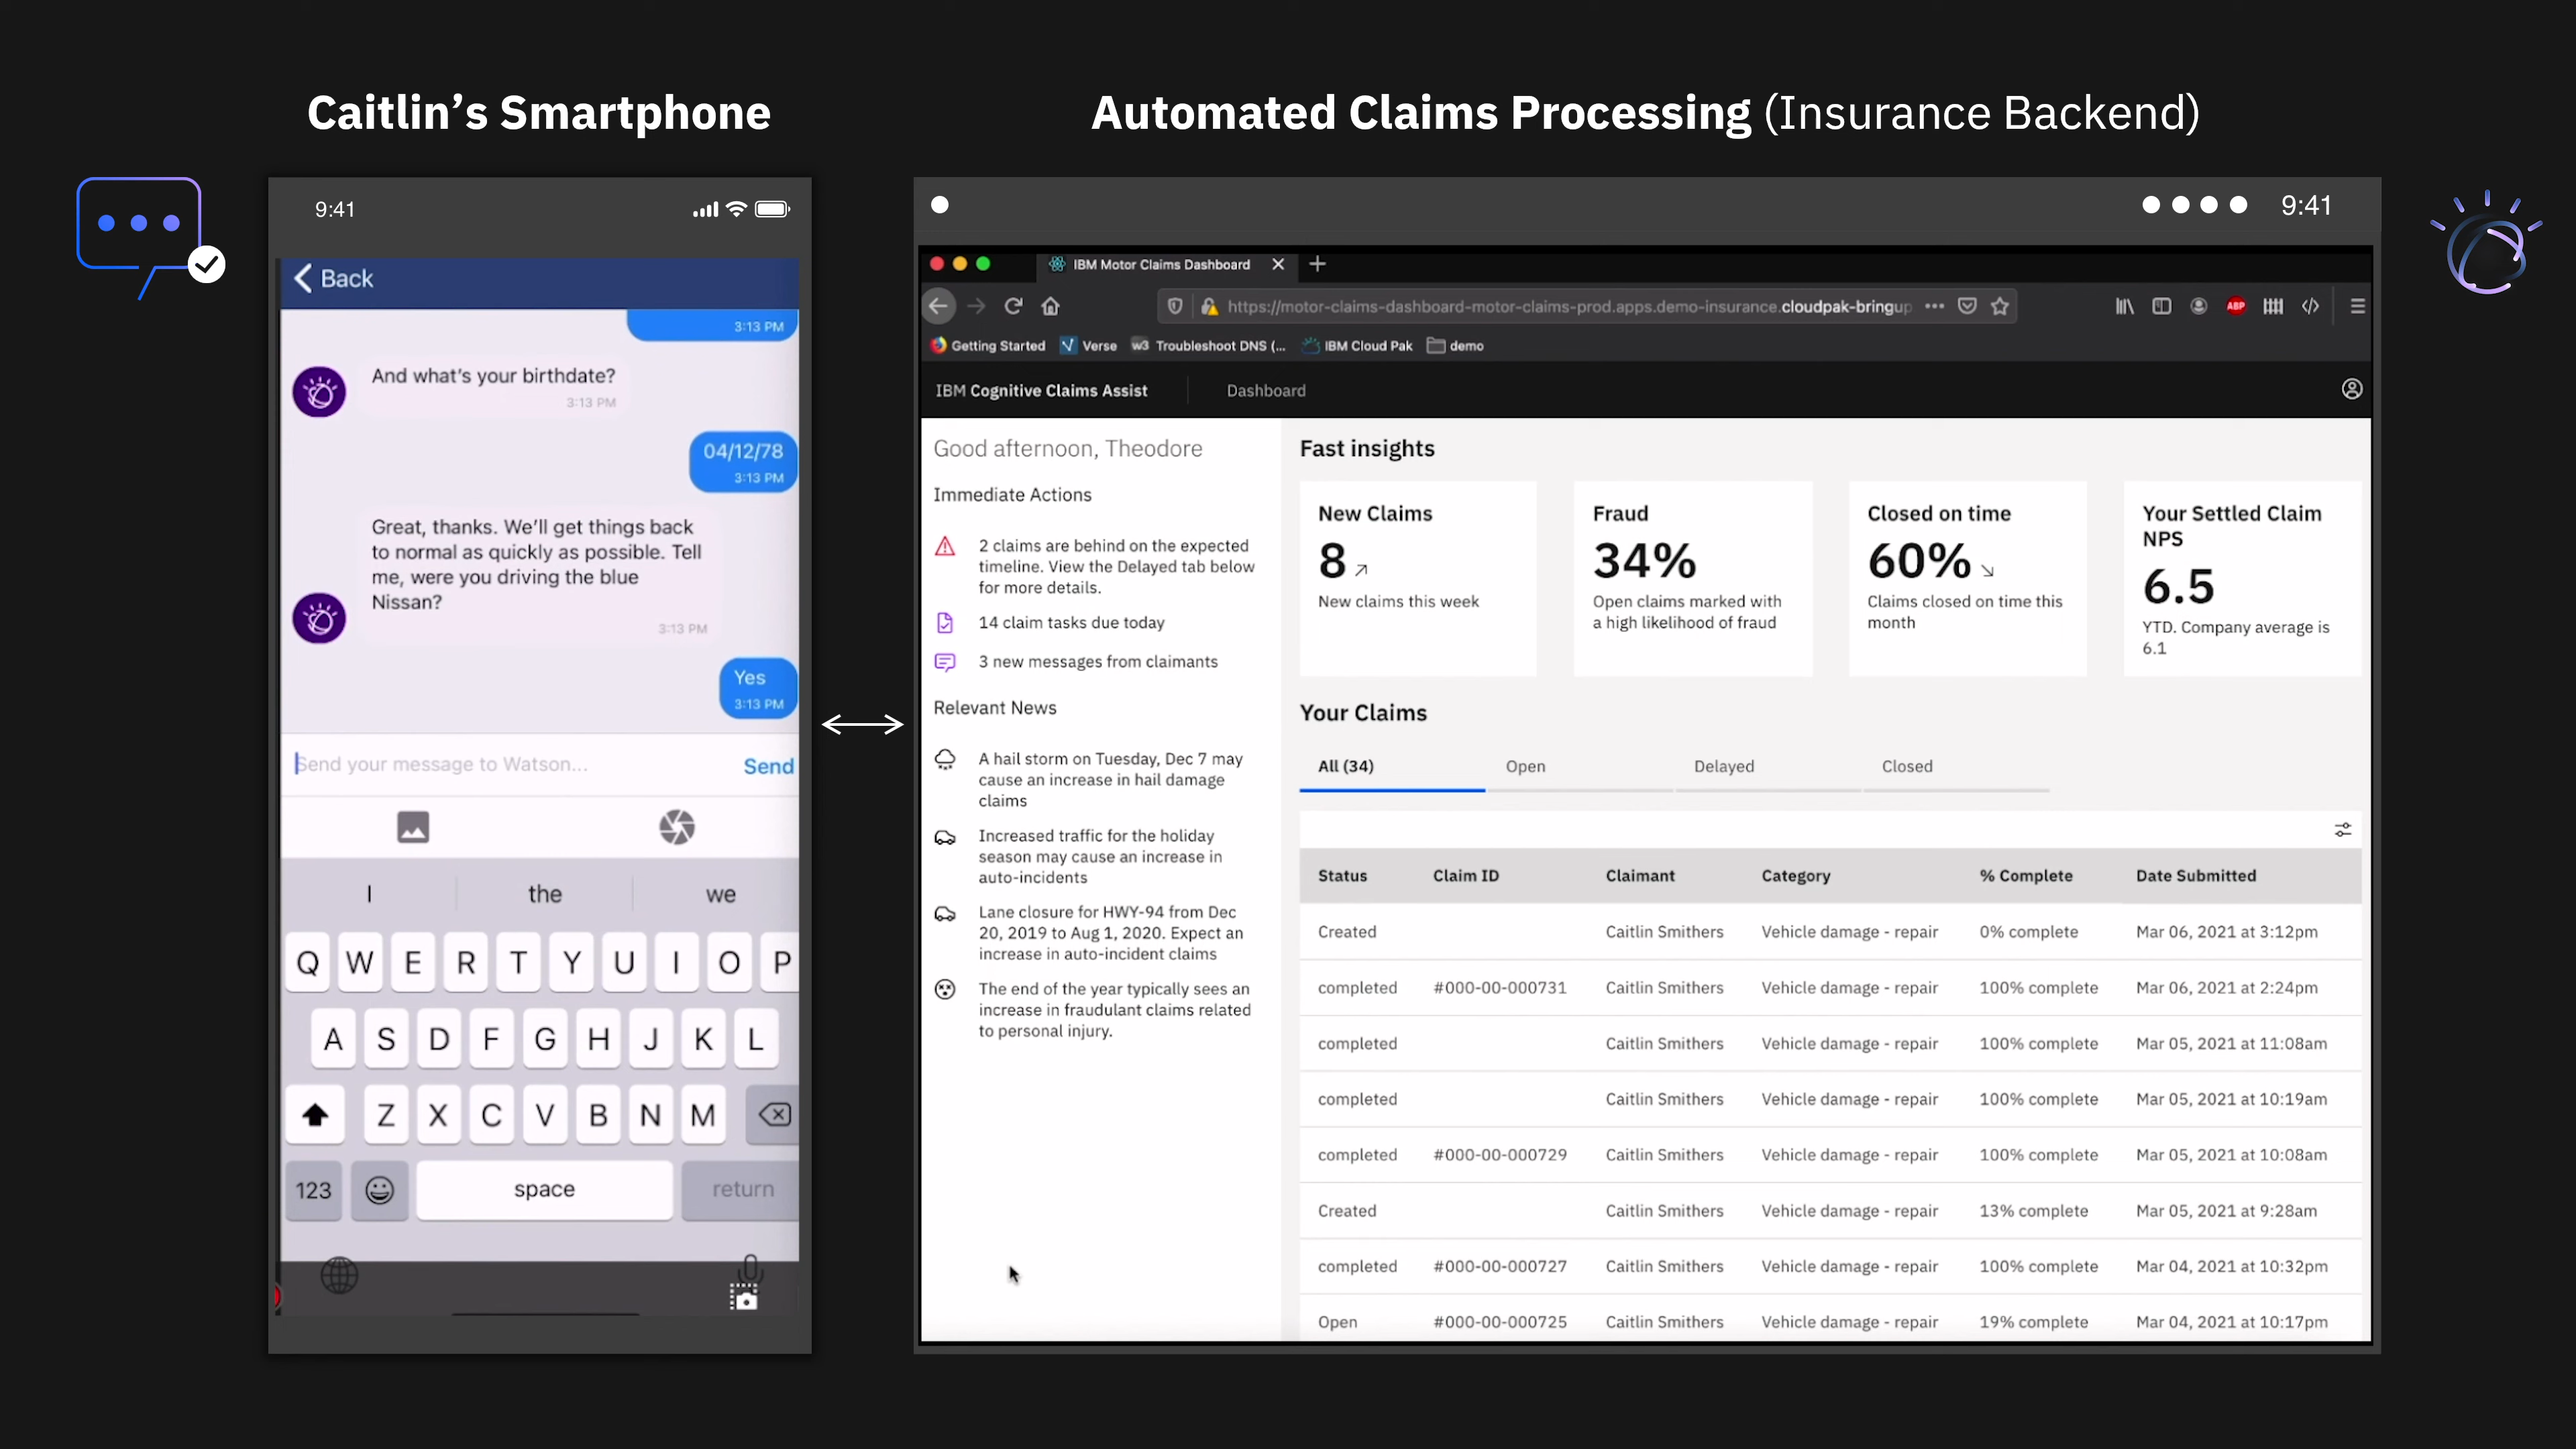 Caitlin’s Smartphone
Automated Claims Processing (Insurance Backend)
9:41
Back
3:13 PM
And what’s your birthdate?
3:13 PM
04/12/78
3:13 PM
Great, thanks. We’ll get things back
to normal as quickly as possible. Tell
me, were you driving the blue
Nissan?
3:13 PM
Yes
3:13 PM
Send your message to Watson...
Send
I the we
Q W E R T Y U I O P
A S D F G H J K L
Z X C V B N M
123 space return
9:41
IBM Motor Claims Dashboard
https://motor-claims-dashboard-motor-claims-prod.apps.demo-insurance.cloudpak-bringup
ABP
Getting Started Verse w3 Troubleshoot DNS (... IBM Cloud Pak demo
IBM Cognitive Claims Assist Dashboard
Good afternoon, Theodore
Immediate Actions
2 claims are behind on the expected
timeline. View the Delayed tab below
for more details.
14 claim tasks due today
3 new messages from claimants
Relevant News
A hail storm on Tuesday, Dec 7 may
cause an increase in hail damage
claims
Increased traffic for the holiday
season may cause an increase in
auto-incidents
Lane closure for HWY-94 from Dec
20, 2019 to Aug 1, 2020. Expect an
increase in auto-incident claims
The end of the year typically sees an
increase in fraudulant claims related
to personal injury.
Fast insights
New Claims
8
New claims this week
Fraud
34%
Open claims marked with
a high likelihood of fraud
Closed on time
60%
Claims closed on time this
month
Your Settled Claim
NPS
6.5
YTD. Company average is
6.1
Your Claims
All (34) Open Delayed Closed
Status Claim ID Claimant Category % Complete Date Submitted
Created Caitlin Smithers Vehicle damage - repair 0% complete Mar 06, 2021 at 3:12pm
completed #000-00-000731 Caitlin Smithers Vehicle damage - repair 100% complete Mar 06, 2021 at 2:24pm
completed Caitlin Smithers Vehicle damage - repair 100% complete Mar 05, 2021 at 11:08am
completed Caitlin Smithers Vehicle damage - repair 100% complete Mar 05, 2021 at 10:19am
completed #000-00-000729 Caitlin Smithers Vehicle damage - repair 100% complete Mar 05, 2021 at 10:08am
Created Caitlin Smithers Vehicle damage - repair 13% complete Mar 05, 2021 at 9:28am
completed #000-00-000727 Caitlin Smithers Vehicle damage - repair 100% complete Mar 04, 2021 at 10:32pm
Open #000-00-000725 Caitlin Smithers Vehicle damage - repair 19% complete Mar 04, 2021 at 10:17pm